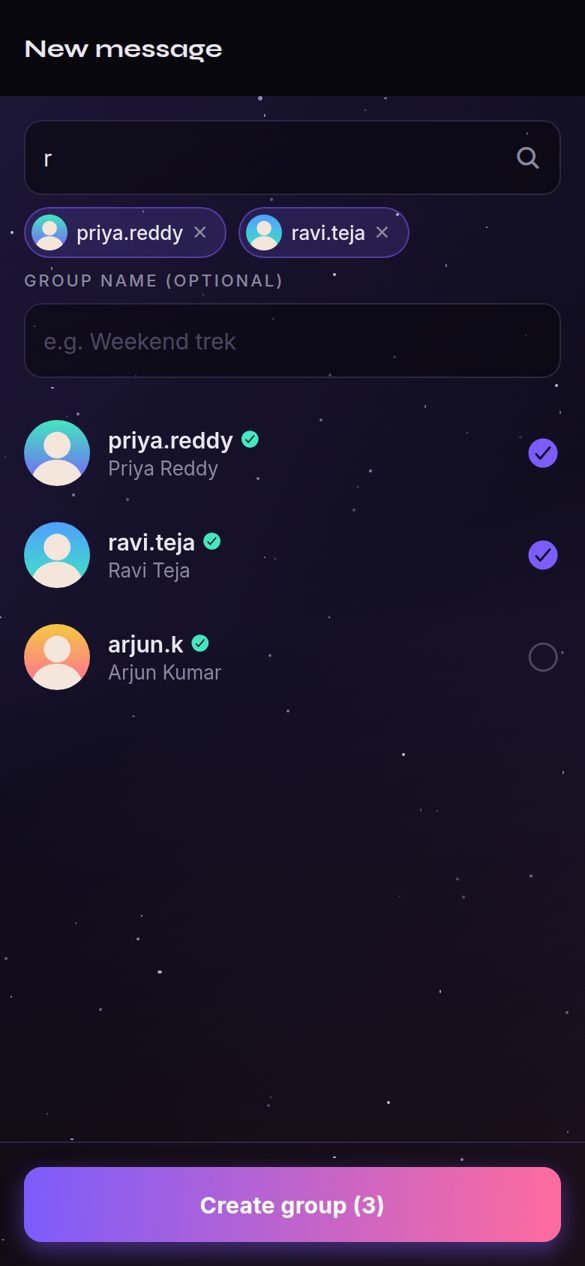 New message
r
priya.reddy ×
ravi.teja ×
GROUP NAME (OPTIONAL)
e.g. Weekend trek
priya.reddy
Priya Reddy
ravi.teja
Ravi Teja
arjun.k
Arjun Kumar
Create group (3)